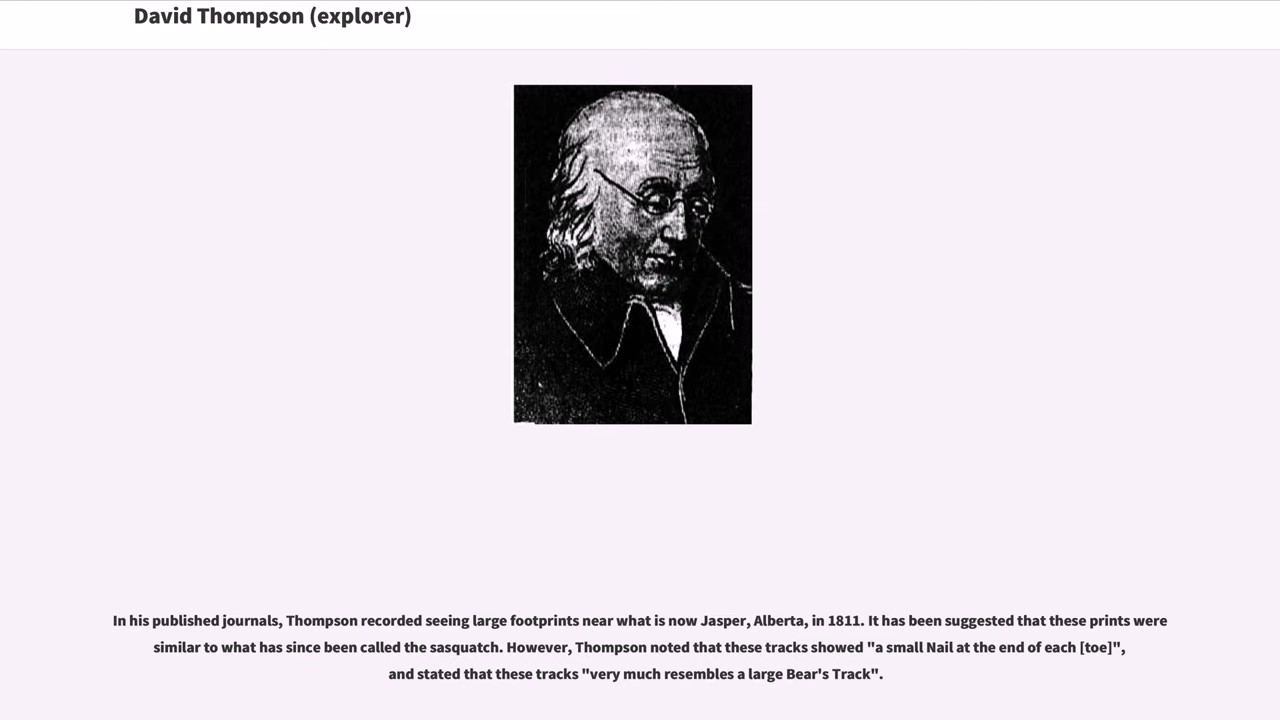 David Thompson (explorer)
In his published journals, Thompson recorded seeing large footprints near what is now Jasper, Alberta, in 1811. It has been suggested that these prints were
similar to what has since been called the sasquatch. However, Thompson noted that these tracks showed "a small Nail at the end of each [toe]",
and stated that these tracks "very much resembles a large Bear's Track".